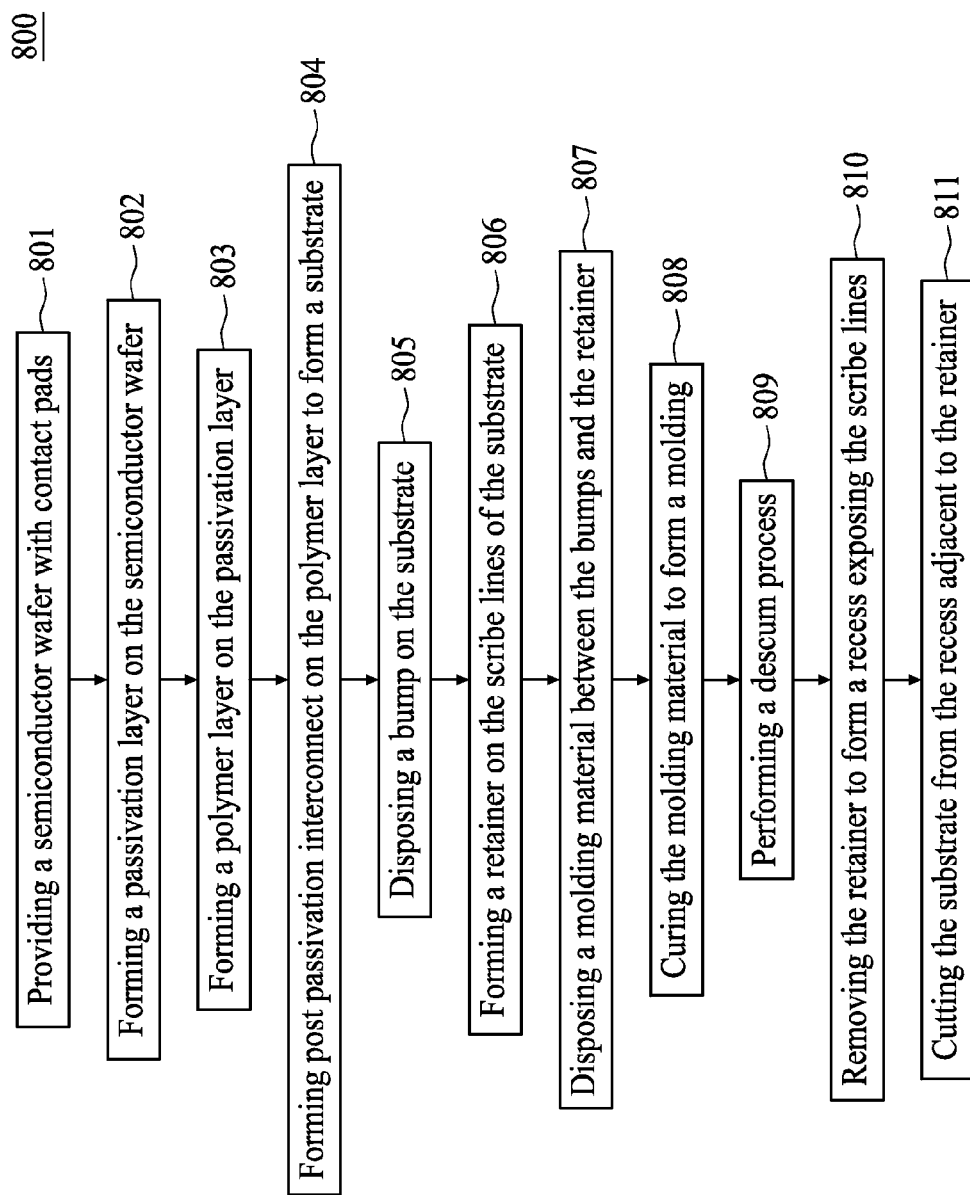 800
Providing a semiconductor wafer with contact pads
801
Forming a passivation layer on the semiconductor wafer
802
Forming a polymer layer on the passivation layer
803
Forming post passivation interconnect on the polymer layer to form a substrate
804
Disposing a bump on the substrate
805
Forming a retainer on the scribe lines of the substrate
806
Disposing a molding material between the bumps and the retainer
807
Curing the molding material to form a molding
808
Performing a descum process
809
Removing the retainer to form a recess exposing the scribe lines
810
Cutting the substrate from the recess adjacent to the retainer
811